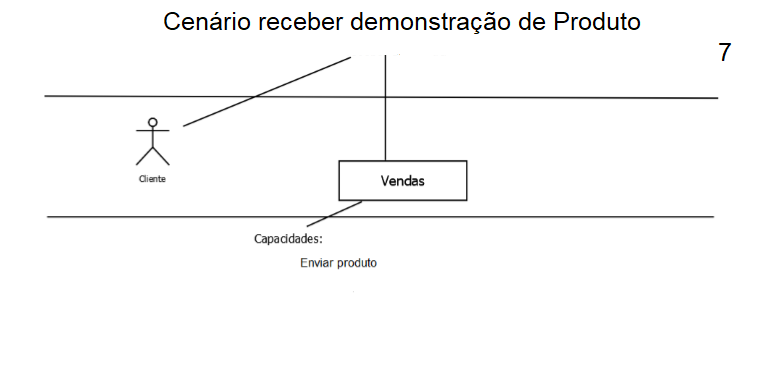 Cenário receber demonstração de Produto
7
Cliente
Vendas
Capacidades:
Enviar produto